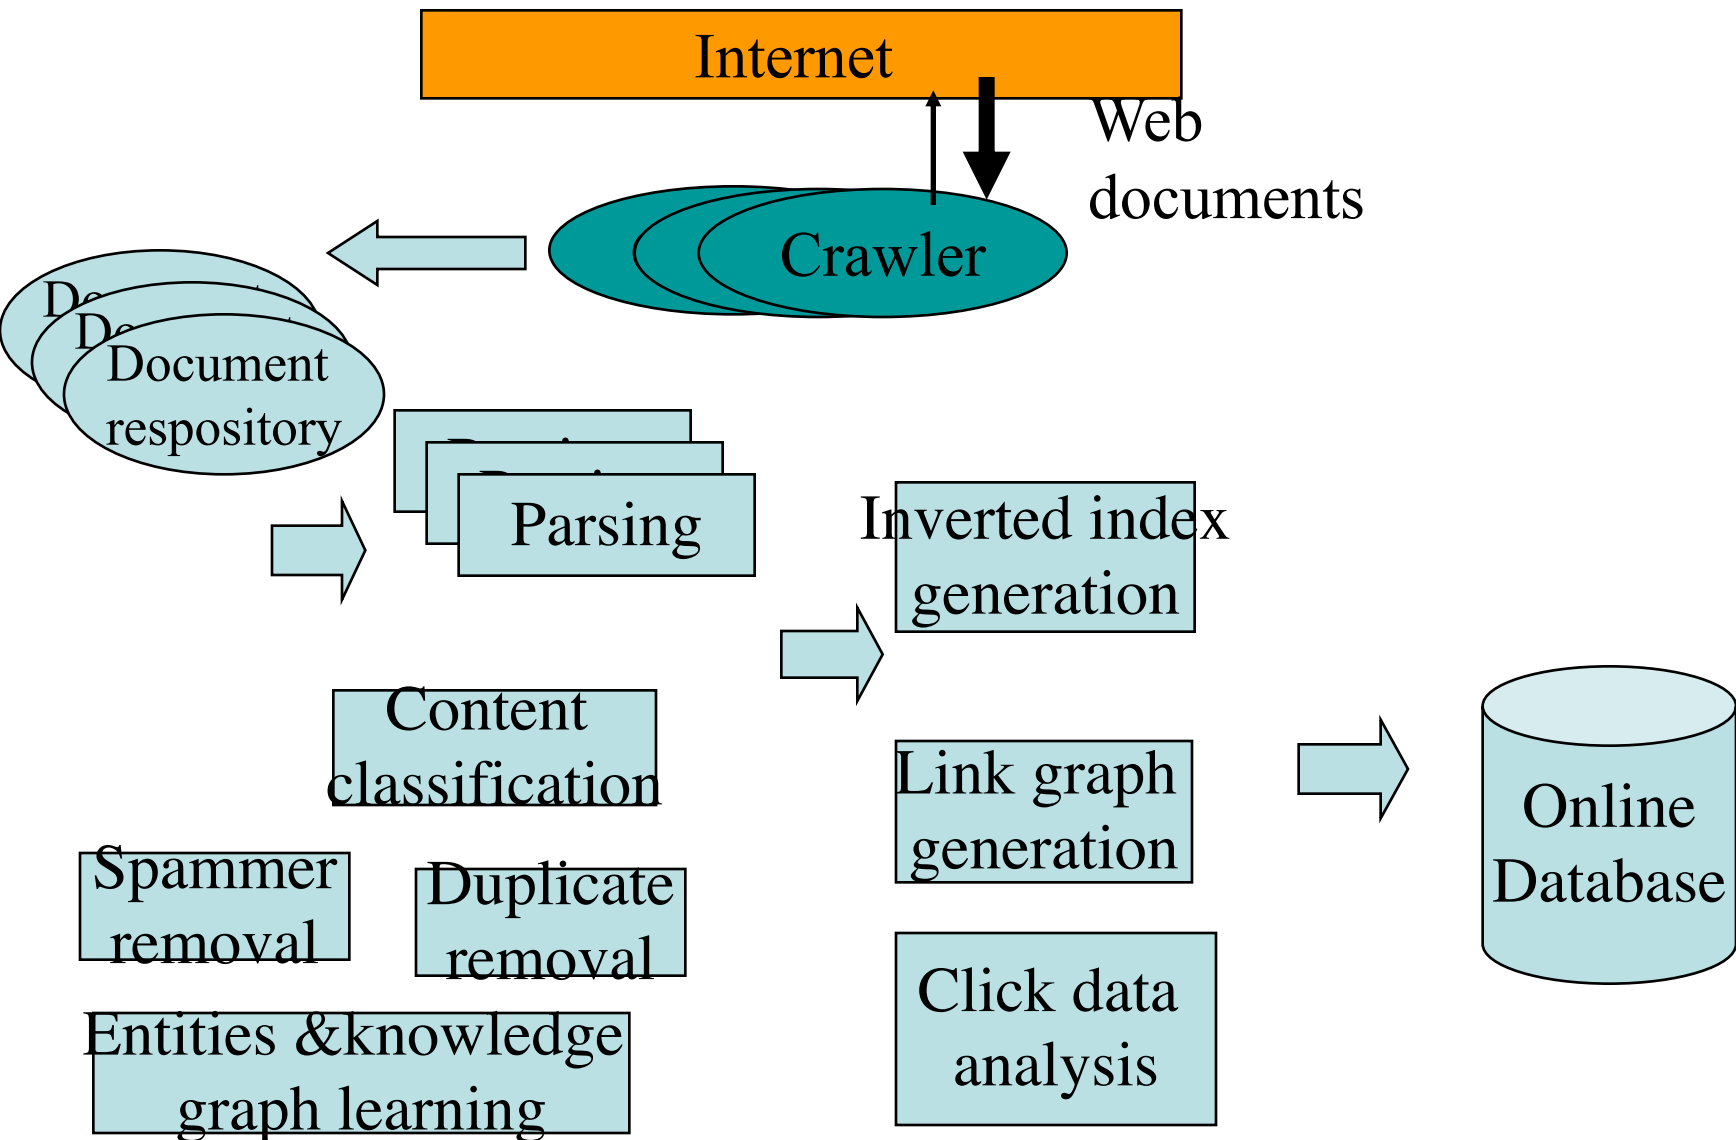 Internet
Web
documents
Crawler
Document
respository
Parsing
Inverted index
generation
Content
classification
Link graph
generation
Online
Database
Spammer
removal
Duplicate
removal
Click data
analysis
Entities &knowledge
graph learning